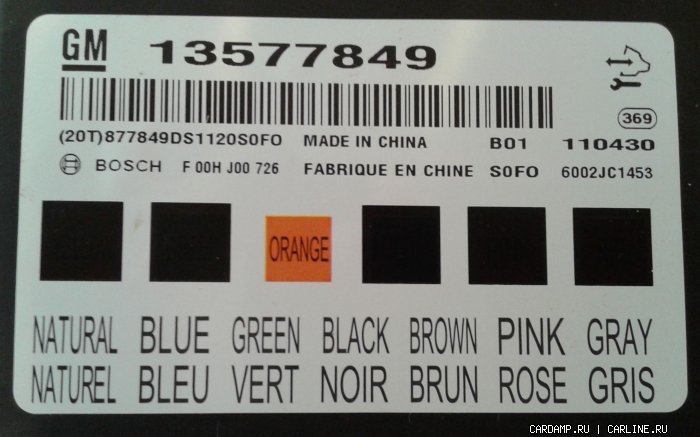 GM 13577849
369
(20T)877849DS1120S0FO MADE IN CHINA B01 110430
BOSCH F 00H J00 726 FABRIQUE EN CHINE S0FO 6002JC1453
ORANGE
NATURAL BLUE GREEN BLACK BROWN PINK GRAY
NATUREL BLEU VERT NOIR BRUN ROSE GRIS
CARDAMP.RU | CARLINE.RU